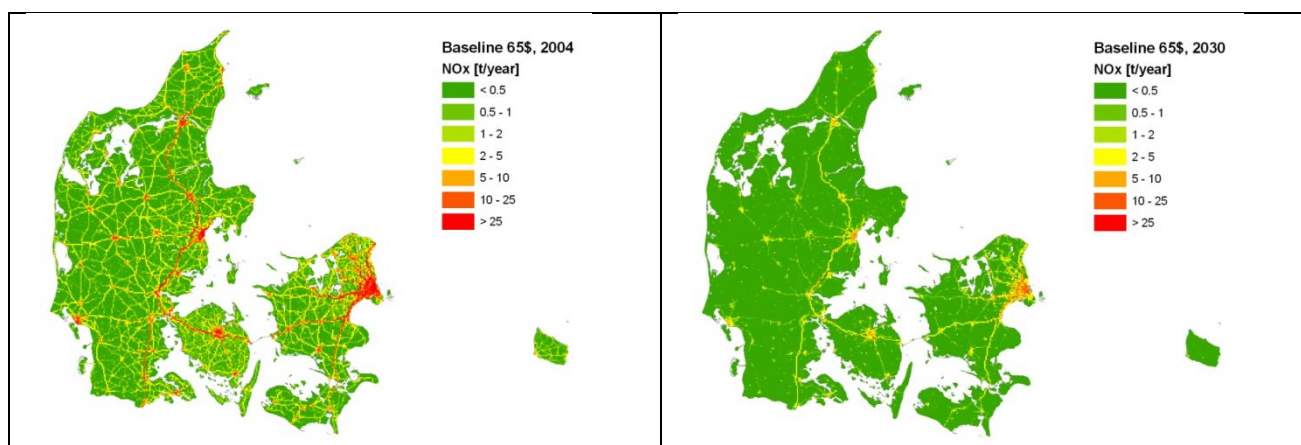 Baseline 65$, 2004
NOx [t/year]
< 0.5
0.5 - 1
1 - 2
2 - 5
5 - 10
10 - 25
> 25
Baseline 65$, 2030
NOx [t/year]
< 0.5
0.5 - 1
1 - 2
2 - 5
5 - 10
10 - 25
> 25